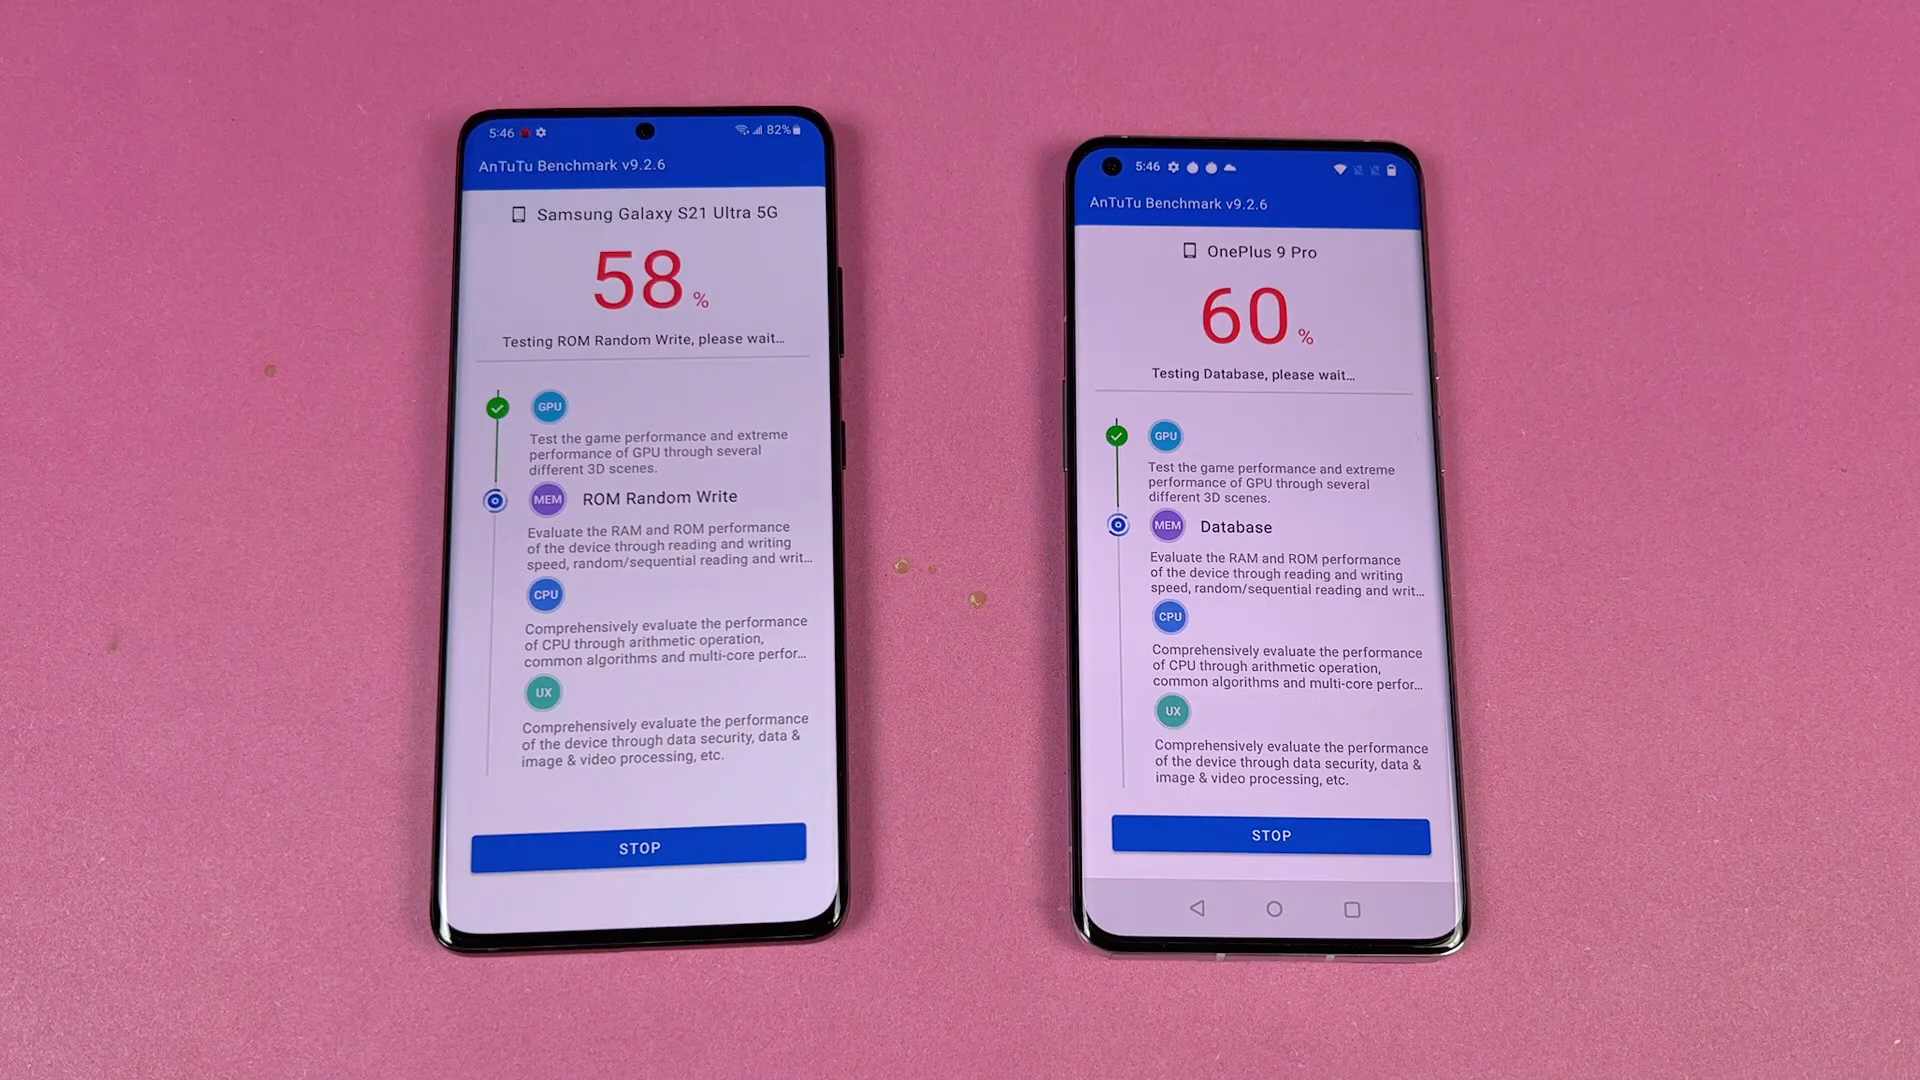 5:46
82%
AnTuTu Benchmark v9.2.6
Samsung Galaxy S21 Ultra 5G
58 %
Testing ROM Random Write, please wait...
GPU
Test the game performance and extreme
performance of GPU through several
different 3D scenes.
MEM ROM Random Write
Evaluate the RAM and ROM performance
of the device through reading and writing
speed, random/sequential reading and writ...
CPU
Comprehensively evaluate the performance
of CPU through arithmetic operation,
common algorithms and multi-core perfor...
UX
Comprehensively evaluate the performance
of the device through data security, data &
image & video processing, etc.
STOP
5:46
AnTuTu Benchmark v9.2.6
OnePlus 9 Pro
60 %
Testing Database, please wait...
GPU
Test the game performance and extreme
performance of GPU through several
different 3D scenes.
MEM Database
Evaluate the RAM and ROM performance
of the device through reading and writing
speed, random/sequential reading and writ...
CPU
Comprehensively evaluate the performance
of CPU through arithmetic operation,
common algorithms and multi-core perfor...
UX
Comprehensively evaluate the performance
of the device through data security, data &
image & video processing, etc.
STOP